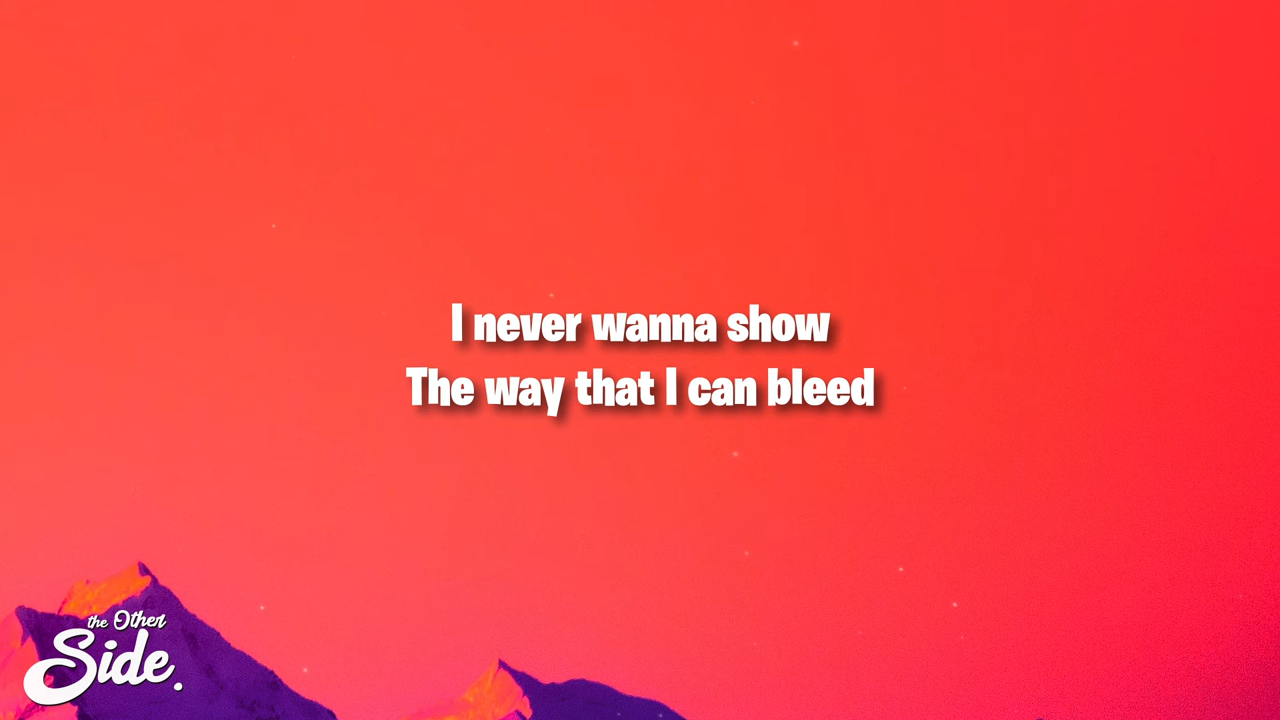 I never wanna show
The way that I can bleed
the Other
Side.